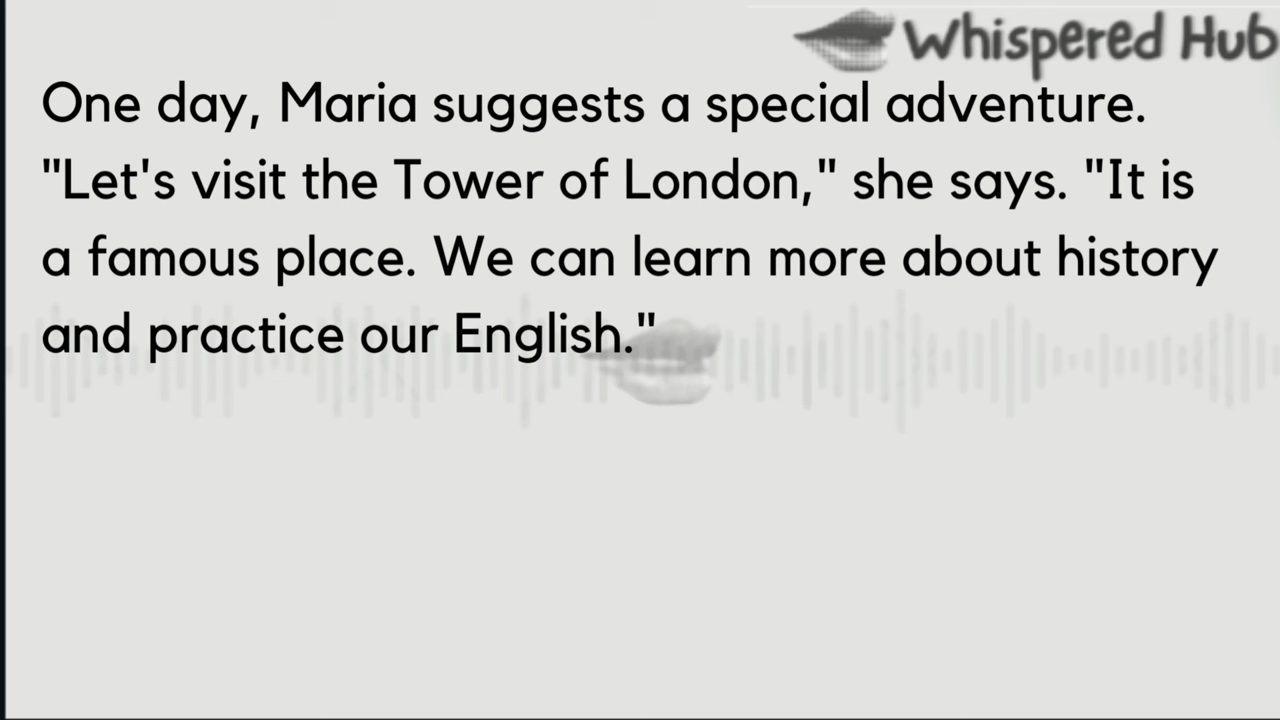 Whispered Hub
One day, Maria suggests a special adventure.
"Let's visit the Tower of London," she says. "It is
a famous place. We can learn more about history
and practice our English."